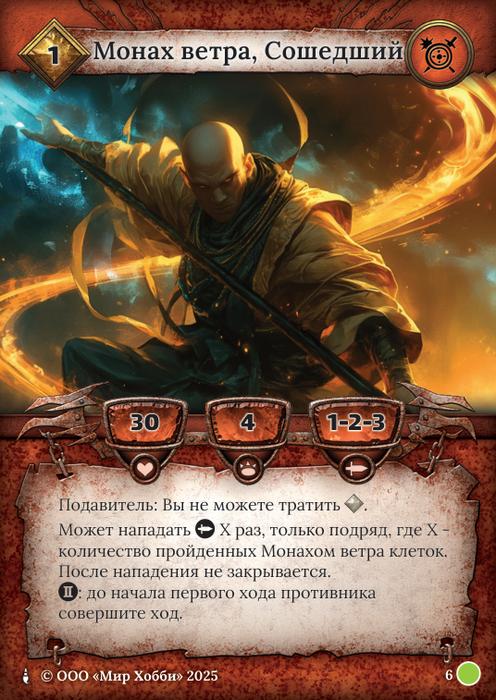 1
Монах ветра, Сошедший
30
4
1-2-3
Подавитель: Вы не можете тратить .
Может нападать X раз, только подряд, где X -
количество пройденных Монахом ветра клеток.
После нападения не закрывается.
II: до начала первого хода противника
совершите ход.
© ООО «Мир Хобби» 2025
6